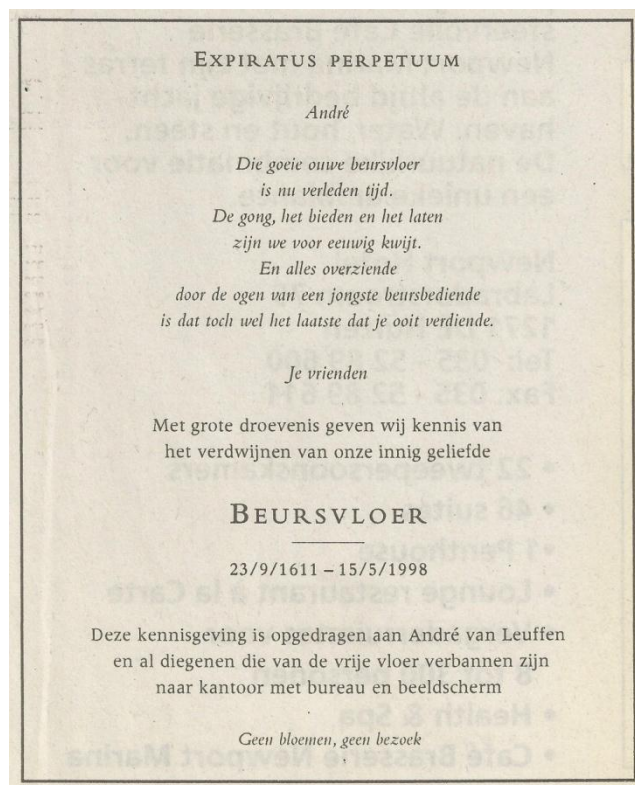 EXPIRATUS PERPETUUM
André
Die goeie ouwe beursvloer
is nu verleden tijd.
De gong, het bieden en het laten
zijn we voor eeuwig kwijt.
En alles overziende
door de ogen van een jongste beursbediende
is dat toch wel het laatste dat je ooit verdiende.
Je vrienden
Met grote droevenis geven wij kennis van
het verdwijnen van onze innig geliefde
BEURSVLOER
23/9/1611 – 15/5/1998
Deze kennisgeving is opgedragen aan André van Leuffen
en al diegenen die van de vrije vloer verbannen zijn
naar kantoor met bureau en beeldscherm
Geen bloemen, geen bezoek